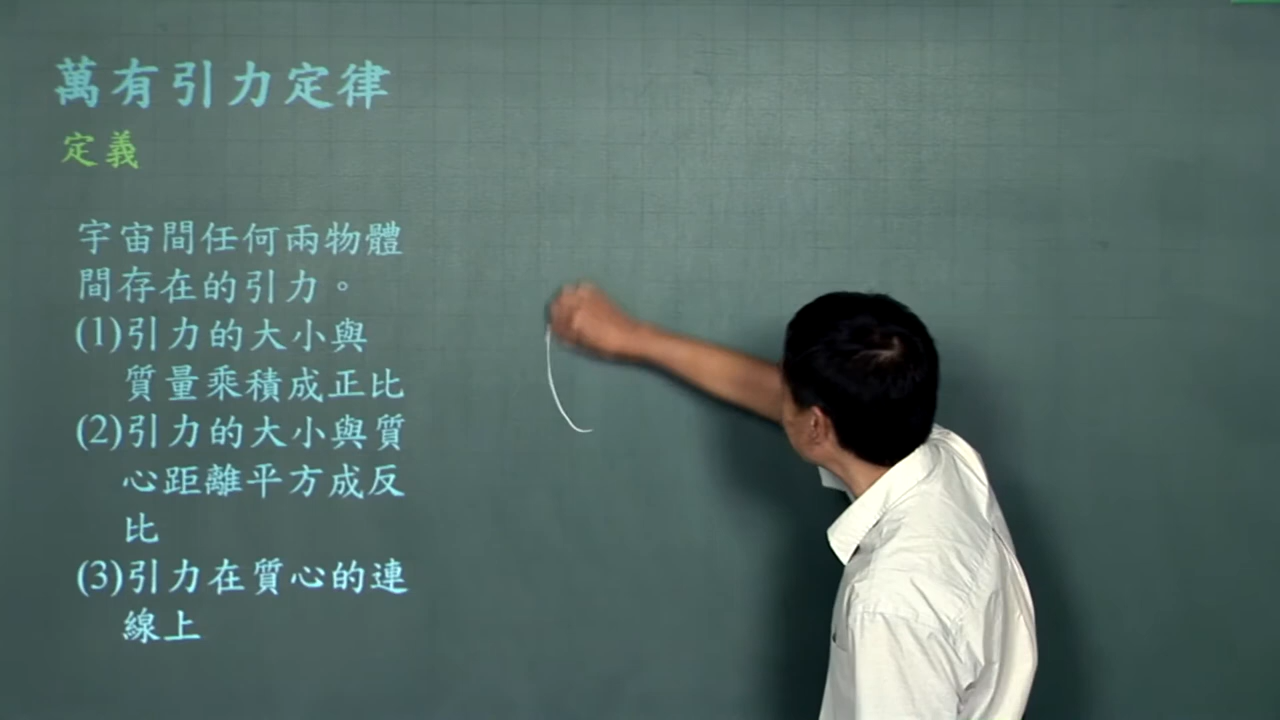 萬有引力定律
定義
宇宙間任何兩物體
間存在的引力。
(1)引力的大小與
質量乘積成正比
(2)引力的大小與質
心距離平方成反
比
(3)引力在質心的連
線上